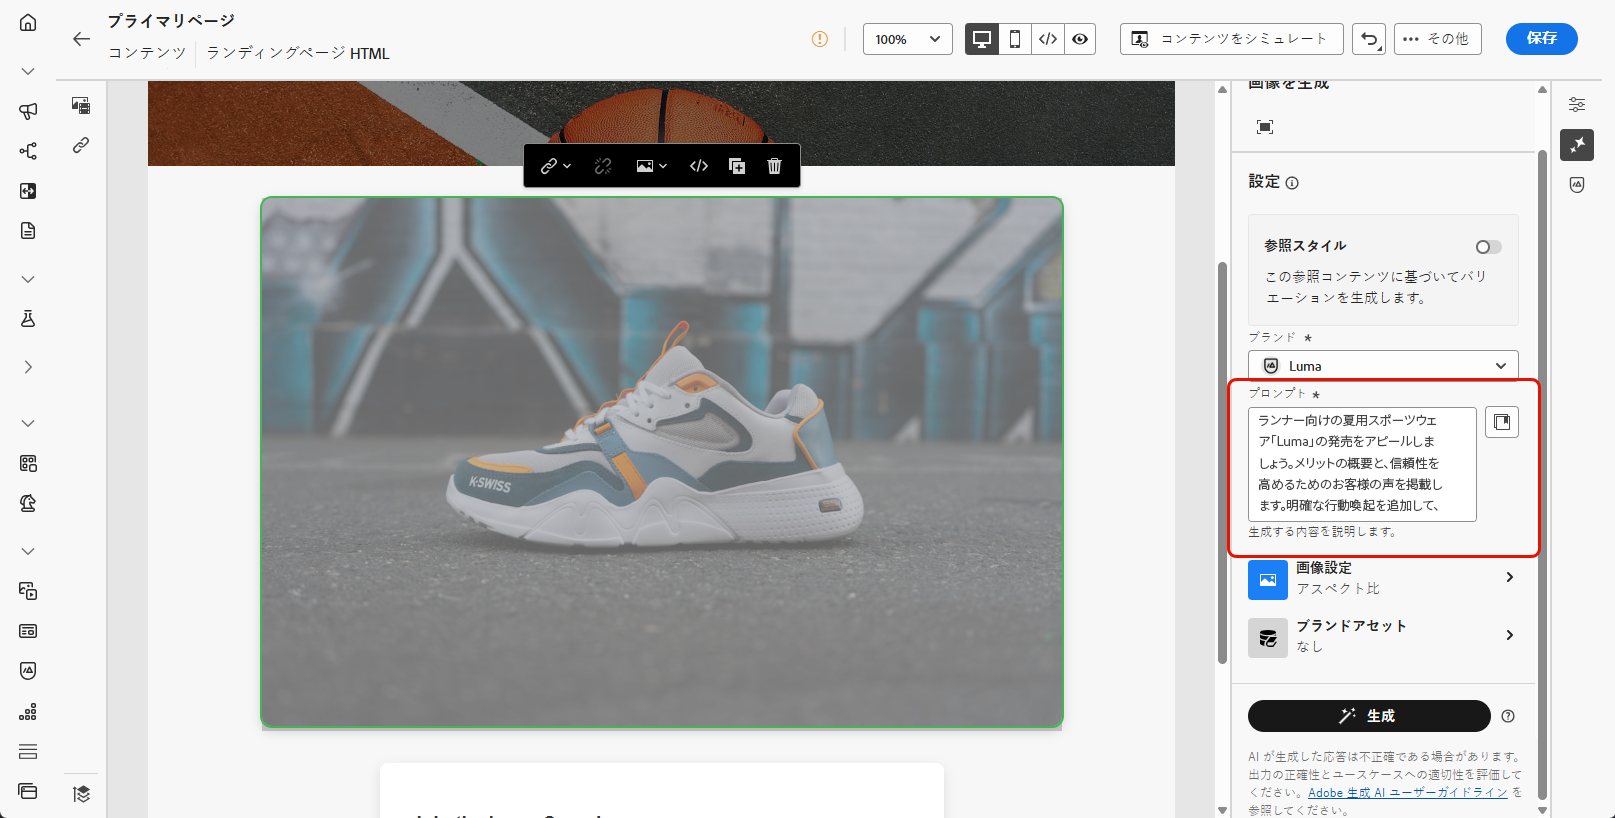 プライマリページ
コンテンツ
ランディングページ HTML
100%
コンテンツをシミュレート
その他
保存
画像を生成
設定
参照スタイル
この参照コンテンツに基づいてバリ
エーションを生成します。
ブランド *
Luma
プロンプト *
ランナー向けの夏用スポーツウェ
ア「Luma」の発売をアピールしま
しょう。メリットの概要と、信頼性を
高めるためのお客様の声を掲載し
ます。明確な行動喚起を追加して、
生成する内容を説明します。
画像設定
アスペクト比
ブランドアセット
なし
生成
AI が生成した応答は不正確である場合があります。
出力の正確性とユースケースへの適切性を評価して
ください。Adobe 生成 AI ユーザーガイドライン を
参照してください。
K·SWISS